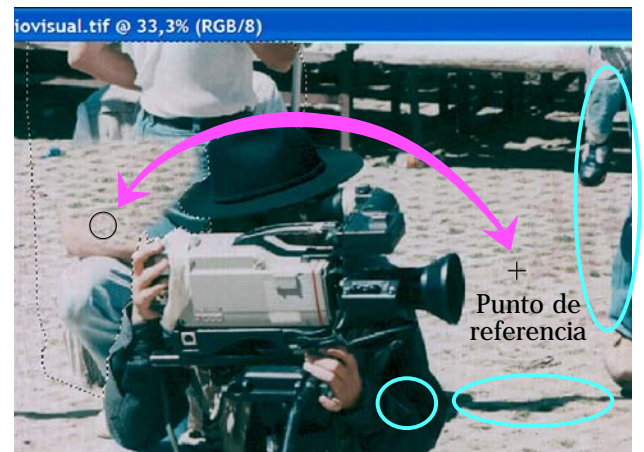 iovisual.tif @ 33,3% (RGB/8)
Punto de
referencia